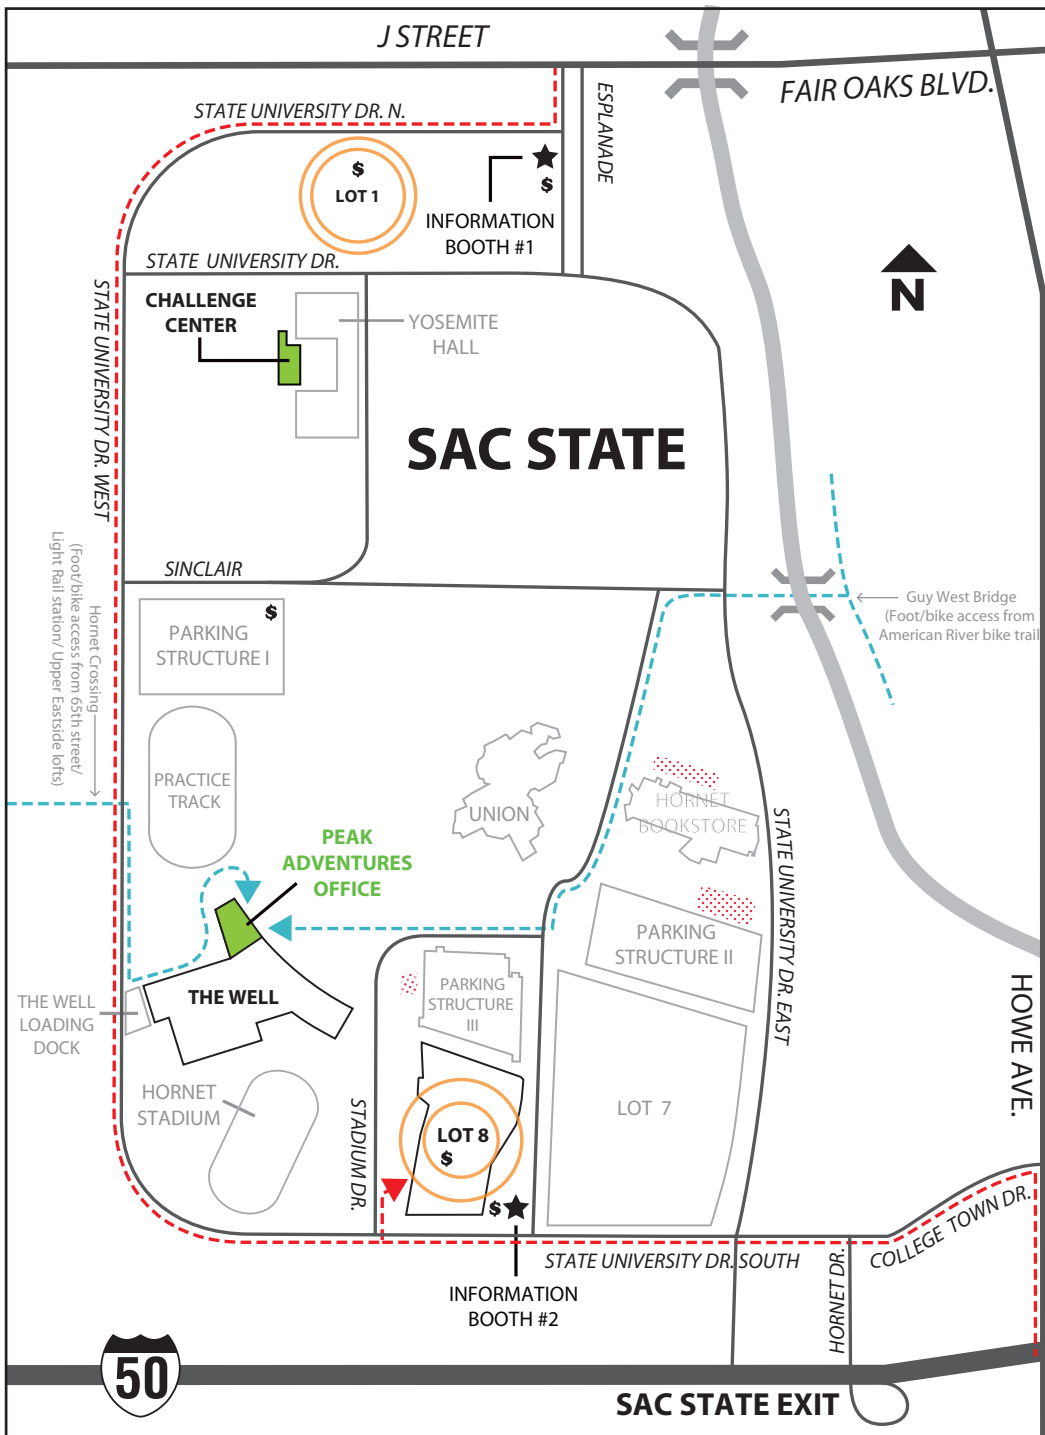 J STREET
FAIR OAKS BLVD.
STATE UNIVERSITY DR. N.
ESPLANADE
$
LOT 1
$
INFORMATION
BOOTH #1
STATE UNIVERSITY DR.
N
CHALLENGE
CENTER
YOSEMITE
HALL
STATE UNIVERSITY DR. WEST
SAC STATE
SINCLAIR
Hornet Crossing
(Foot/bike access from 65th street/
Light Rail station/ Upper Eastside lofts)
Guy West Bridge
(Foot/bike access from
American River bike trail
$
PARKING
STRUCTURE I
PRACTICE
TRACK
UNION
HORNET
BOOKSTORE
STATE UNIVERSITY DR. EAST
PEAK
ADVENTURES
OFFICE
PARKING
STRUCTURE II
THE WELL
THE WELL
LOADING
DOCK
PARKING
STRUCTURE
III
HOWE AVE.
HORNET
STADIUM
STADIUM DR.
LOT 8
$
LOT 7
$
COLLEGE TOWN DR.
STATE UNIVERSITY DR. SOUTH
HORNET DR.
INFORMATION
BOOTH #2
50
SAC STATE EXIT